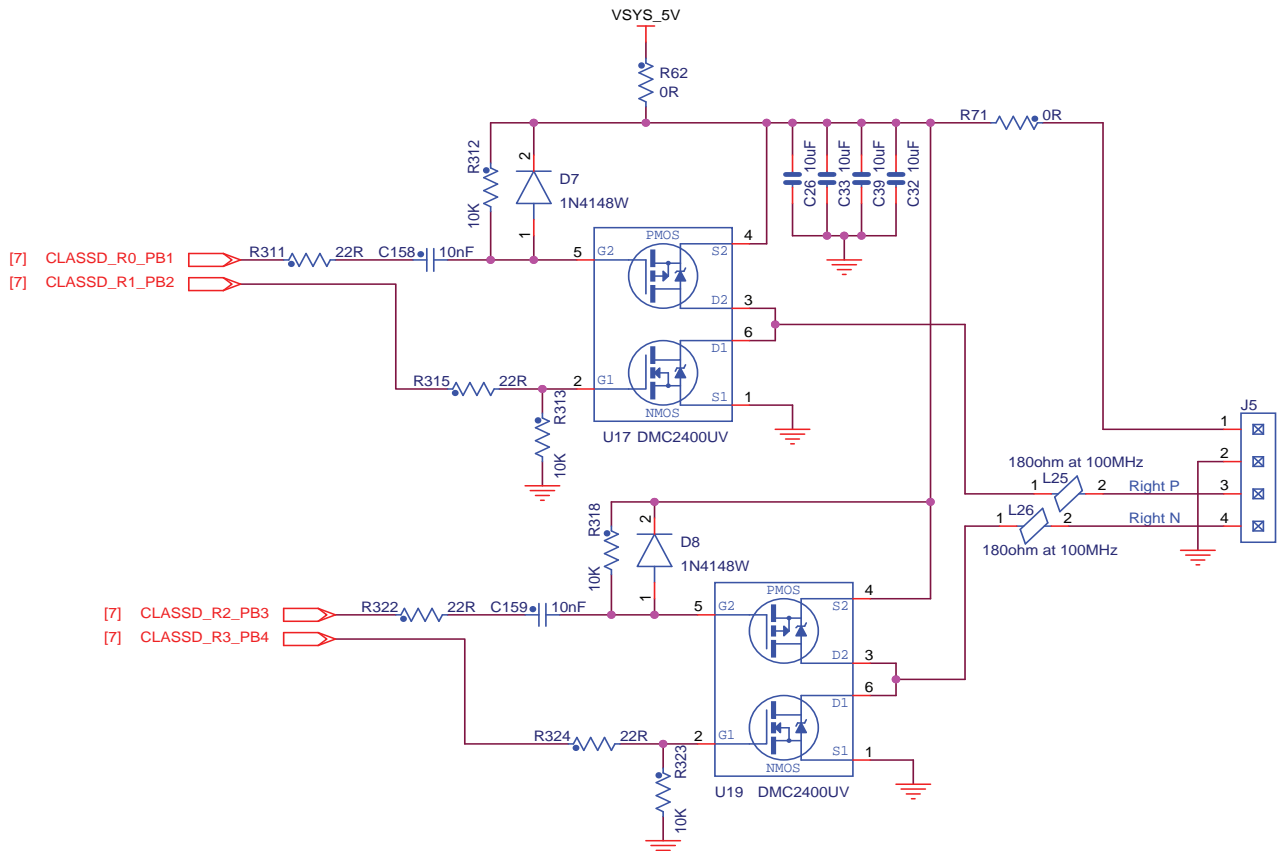 VSYS_5V
R62
0R
R71 0R
R312
10K
2
D7
1N4148W
1
C26 10uF
C33 10uF
C39 10uF
C32 10uF
[7] CLASSD_R0_PB1
R311 22R
C158 10nF
5 G2
PMOS
S2 4
[7] CLASSD_R1_PB2
D2 3
D1 6
R315 22R
2 G1
S1 1
NMOS
R313
10K
U17 DMC2400UV
J5
1
2
3
4
180ohm at 100MHz
1 L25 2 Right P
1 L26 2 Right N
180ohm at 100MHz
R318
10K
2
D8
1N4148W
1
[7] CLASSD_R2_PB3
R322 22R
C159 10nF
5 G2
PMOS
S2 4
[7] CLASSD_R3_PB4
D2 3
D1 6
R324 22R
2 G1
S1 1
NMOS
R323
10K
U19 DMC2400UV